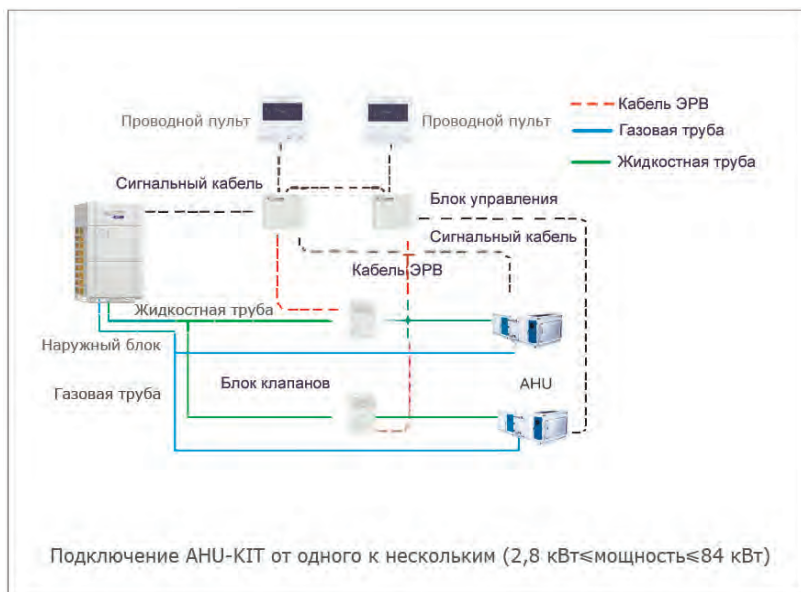 Проводной пульт
Проводной пульт
Кабель ЭРВ
Газовая труба
Жидкостная труба
Сигнальный кабель
Блок управления
Сигнальный кабель
Кабель ЭРВ
Жидкостная труба
Наружный блок
Газовая труба
Блок клапанов
AHU
Подключение AHU-KIT от одного к нескольким (2,8 кВт≤мощность≤84 кВт)